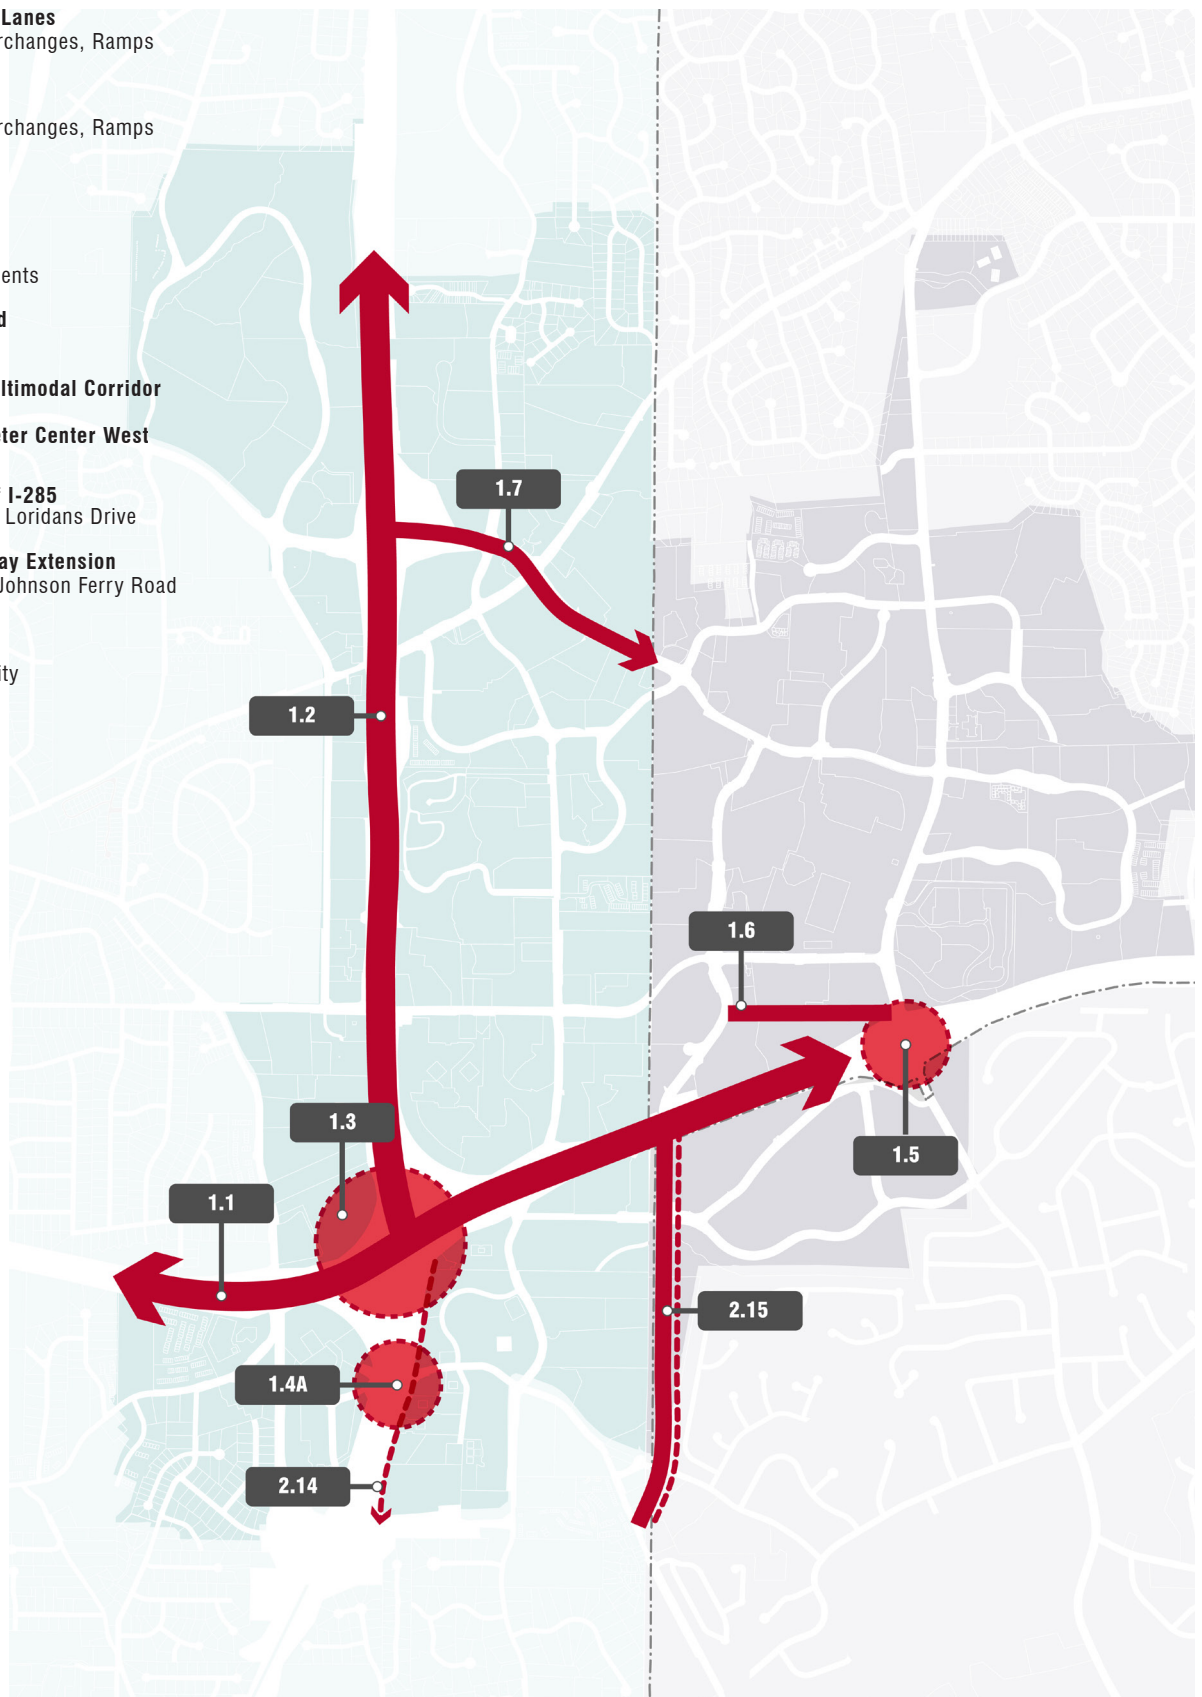 Lanes
rchanges, Ramps
rchanges, Ramps
ents
d
ltimodal Corridor
eter Center West
I-285
Loridans Drive
ay Extension
Johnson Ferry Road
ity
1.7
1.2
1.6
1.3
1.5
1.1
2.15
1.4A
2.14